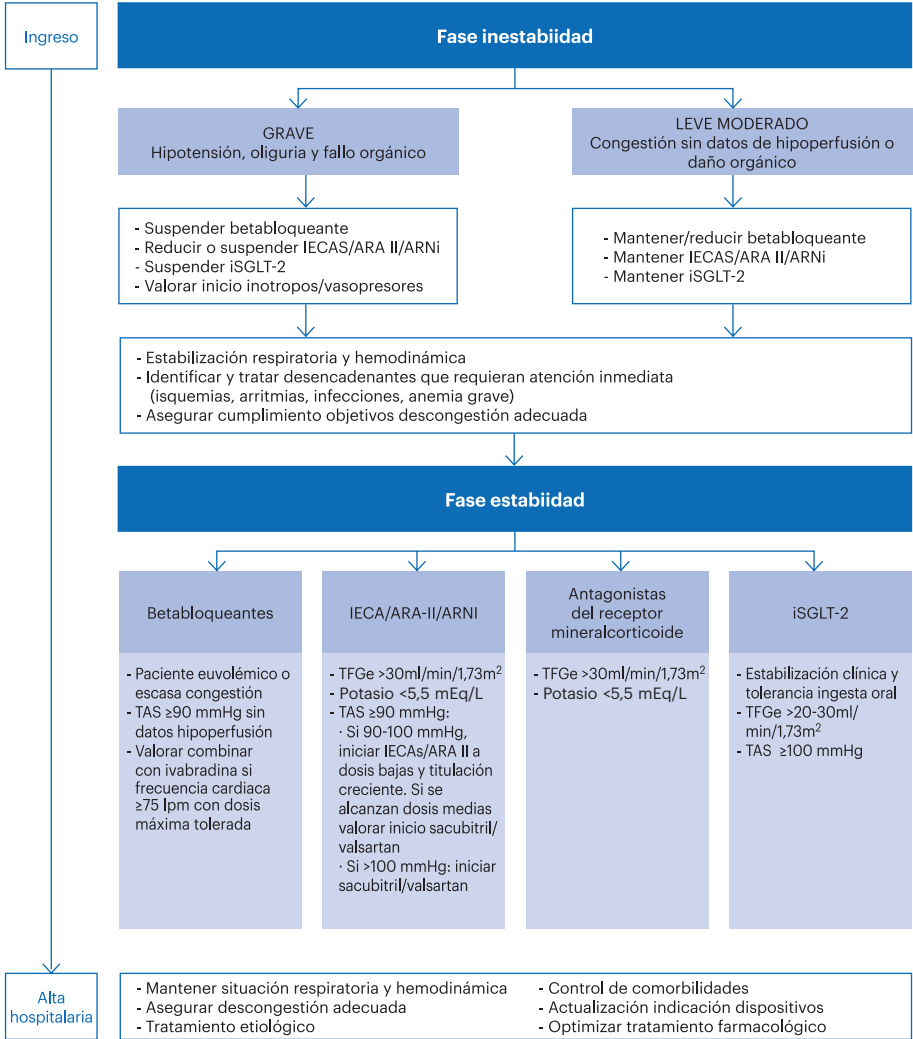 Ingreso
Fase inestabiidad
GRAVE
Hipotensión, oliguria y fallo orgánico
LEVE MODERADO
Congestión sin datos de hipoperfusión o
daño orgánico
- Suspender betabloqueante
- Reducir o suspender IECAS/ARA II/ARNi
- Suspender iSGLT-2
- Valorar inicio inotropos/vasopresores
- Mantener/reducir betabloqueante
- Mantener IECAS/ARA II/ARNi
- Mantener iSGLT-2
- Estabilización respiratoria y hemodinámica
- Identificar y tratar desencadenantes que requieran atención inmediata
(isquemias, arritmias, infecciones, anemia grave)
- Asegurar cumplimiento objetivos descongestión adecuada
Fase estabiidad
Betabloqueantes
- Paciente euvolémico o
escasa congestión
- TAS ≥90 mmHg sin
datos hipoperfusión
- Valorar combinar
con ivabradina si
frecuencia cardiaca
≥75 lpm con dosis
máxima tolerada
IECA/ARA-II/ARNI
- TFGe >30ml/min/1,73m²
- Potasio <5,5 mEq/L
- TAS ≥90 mmHg:
· Si 90-100 mmHg,
iniciar IECAs/ARA II a
dosis bajas y titulación
creciente. Si se
alcanzan dosis medias
valorar inicio sacubitril/
valsartan
· Si >100 mmHg: iniciar
sacubitril/valsartan
Antagonistas
del receptor
mineralcorticoide
- TFGe >30ml/min/1,73m²
- Potasio <5,5 mEq/L
iSGLT-2
- Estabilización clínica y
tolerancia ingesta oral
- TFGe >20-30ml/
min/1,73m²
- TAS ≥100 mmHg
Alta
hospitalaria
- Mantener situación respiratoria y hemodinámica
- Asegurar descongestión adecuada
- Tratamiento etiológico
- Control de comorbilidades
- Actualización indicación dispositivos
- Optimizar tratamiento farmacológico